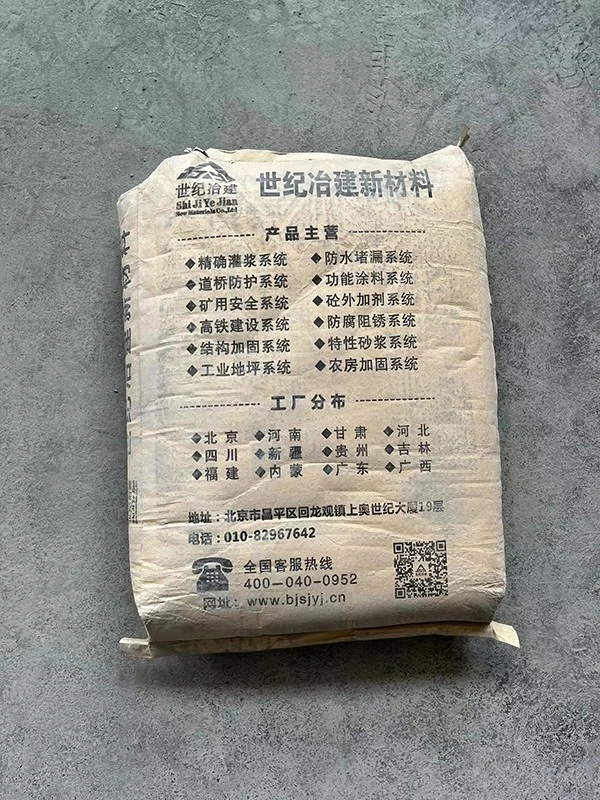 世纪冶建
Shi Ji Ye Jian
New Materials Co.,Ltd
世纪冶建新材料
产品主营
◆精确灌浆系统 ◆防水堵漏系统
◆道桥防护系统 ◆功能涂料系统
◆矿用安全系统 ◆砼外加剂系统
◆高铁建设系统 ◆防腐阻锈系统
◆结构加固系统 ◆特性砂浆系统
◆工业地坪系统 ◆农房加固系统
工厂分布
◆北京 ◆河南 ◆甘肃 ◆河北
◆四川 ◆新疆 ◆贵州 ◆吉林
◆福建 ◆内蒙 ◆广东 ◆广西
地址：北京市昌平区回龙观镇上奥世纪大厦19层
电话：010-82967642
全国客服热线
400-040-0952
网址：www.bjsjyj.cn